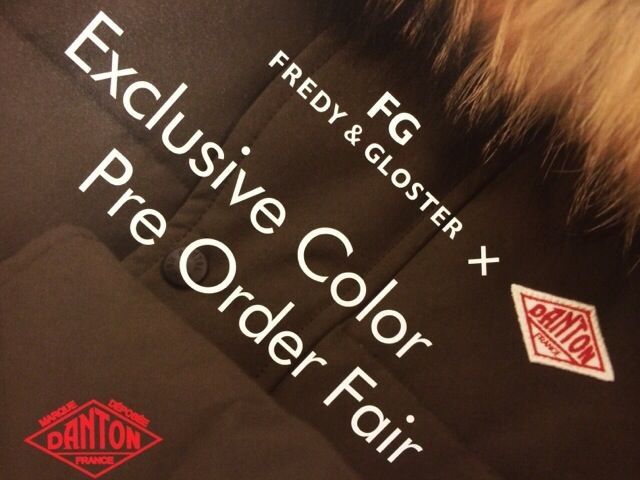 FG
FREDY & GLOSTER
×
DANTON
FRANCE
Exclusive Color
Pre Order Fair
MARQUE DÉPOSÉE
DANTON
FRANCE